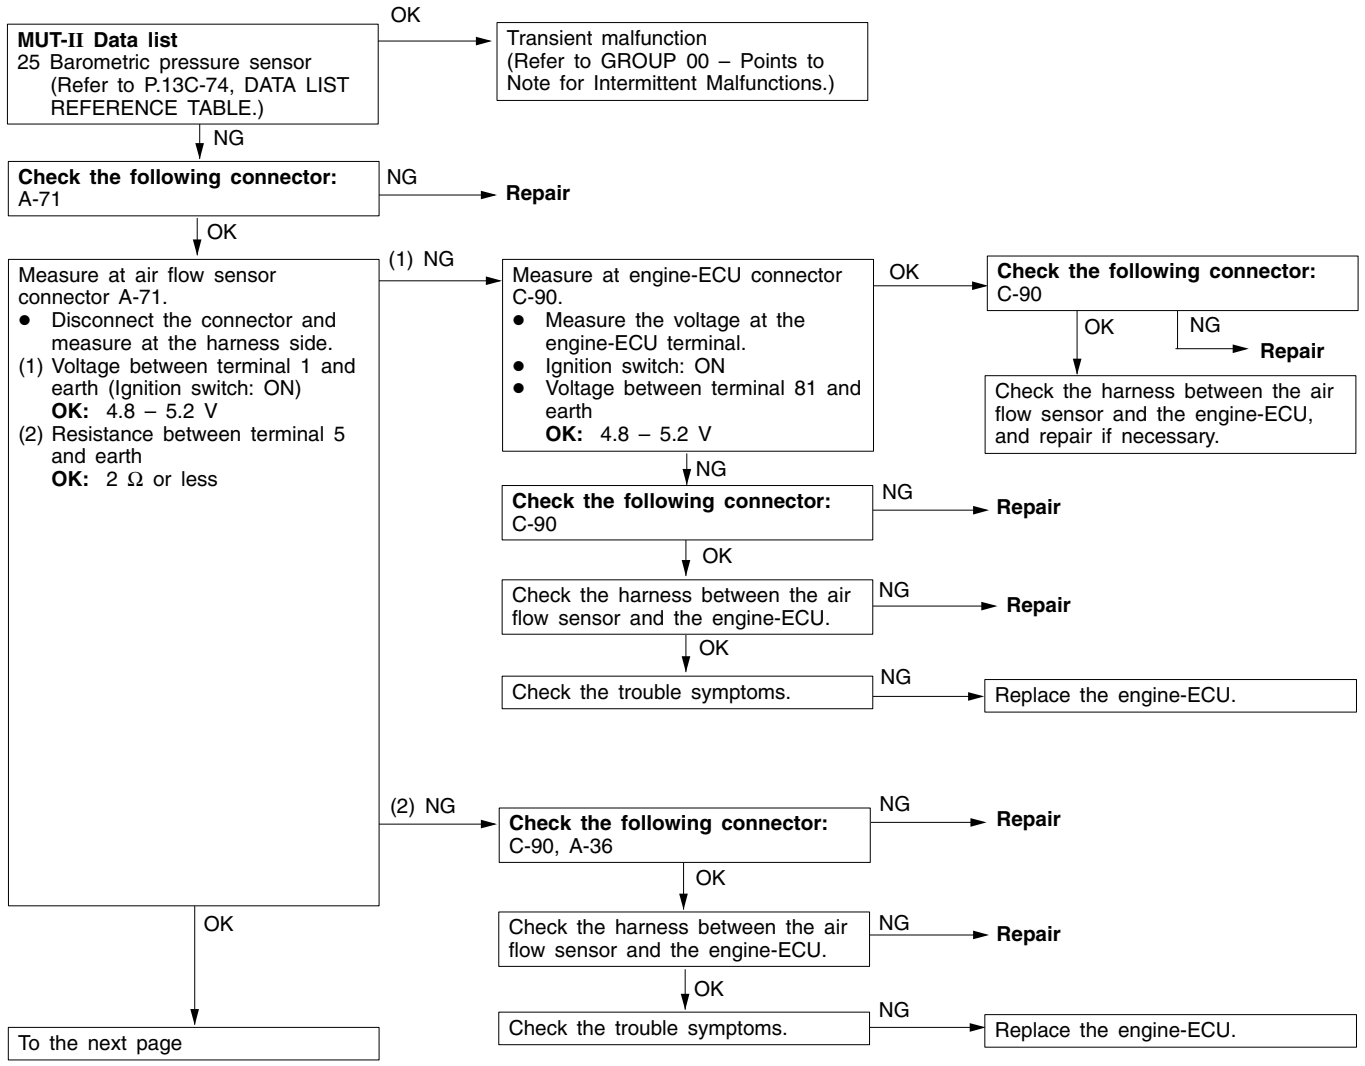 OK
MUT-II Data list
25 Barometric pressure sensor
(Refer to P.13C-74, DATA LIST
REFERENCE TABLE.)
Transient malfunction
(Refer to GROUP 00 – Points to
Note for Intermittent Malfunctions.)
NG
Check the following connector:
A-71
NG
Repair
OK
Measure at air flow sensor
connector A-71.
● Disconnect the connector and
measure at the harness side.
(1) Voltage between terminal 1 and
earth (Ignition switch: ON)
OK: 4.8 – 5.2 V
(2) Resistance between terminal 5
and earth
OK: 2 Ω or less
(1) NG
Measure at engine-ECU connector
C-90.
● Measure the voltage at the
engine-ECU terminal.
● Ignition switch: ON
● Voltage between terminal 81 and
earth
OK: 4.8 – 5.2 V
OK
Check the following connector:
C-90
OK
NG
Repair
Check the harness between the air
flow sensor and the engine-ECU,
and repair if necessary.
NG
Check the following connector:
C-90
NG
Repair
OK
Check the harness between the air
flow sensor and the engine-ECU.
NG
Repair
OK
Check the trouble symptoms.
NG
Replace the engine-ECU.
(2) NG
Check the following connector:
C-90, A-36
NG
Repair
OK
Check the harness between the air
flow sensor and the engine-ECU.
NG
Repair
OK
Check the trouble symptoms.
NG
Replace the engine-ECU.
OK
To the next page